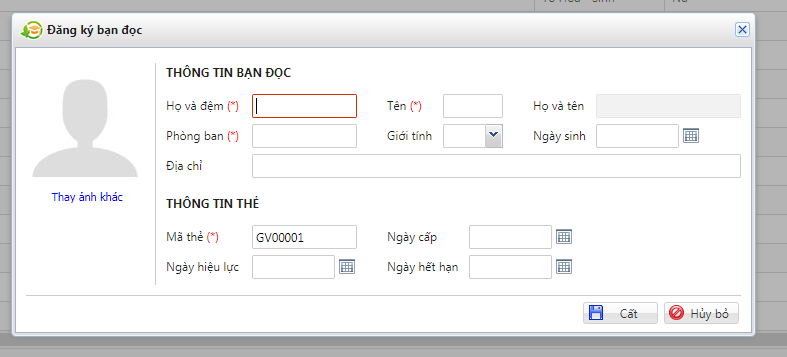 Đăng ký bạn đọc
THÔNG TIN BẠN ĐỌC
Họ và đệm (*) Tên (*) Họ và tên
Phòng ban (*) Giới tính Ngày sinh
Địa chỉ
Thay ảnh khác
THÔNG TIN THẺ
Mã thẻ (*) GV00001 Ngày cấp
Ngày hiệu lực Ngày hết hạn
Cất Hủy bỏ